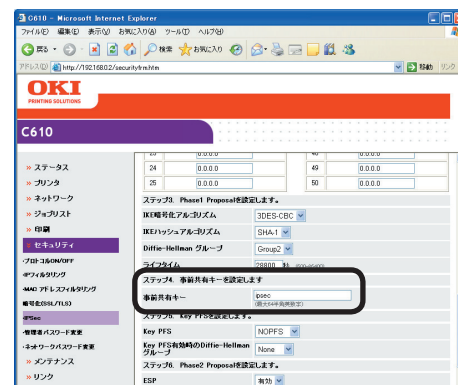 C610 - Microsoft Internet Explorer
ファイル(F) 編集(E) 表示(V) お気に入り(A) ツール(T) ヘルプ(H)
戻る 検索 お気に入り
アドレス(D) http://192.168.0.2/securityfrm.htm 移動 リンク
OKI
PRINTING SOLUTIONS
C610
ステータス
プリンタ
ネットワーク
ジョブリスト
印刷
セキュリティ
・プロトコルON/OFF
・IPフィルタリング
・MAC アドレスフィルタリング
暗号化(SSL/TLS)
・IPSec
・管理者パスワード変更
・ネットワークパスワード変更
メンテナンス
リンク
24 0.0.0.0 49 0.0.0.0
25 0.0.0.0 50 0.0.0.0
ステップ3. Phase1 Proposalを設定します。
IKE暗号化アルゴリズム 3DES-CBC
IKEハッシュアルゴリズム SHA-1
Diffie-Hellman グループ Group2
ライフタイム 28800 秒
ステップ4. 事前共有キーを設定します
事前共有キー ipsec
(最大64半角英数字)
ステップ5. Key PFSを設定します。
Key PFS NOPFS
Key PFS有効時のDiffie-Hellman グループ None
ステップ6. Phase2 Proposalを設定します。
ESP 有効